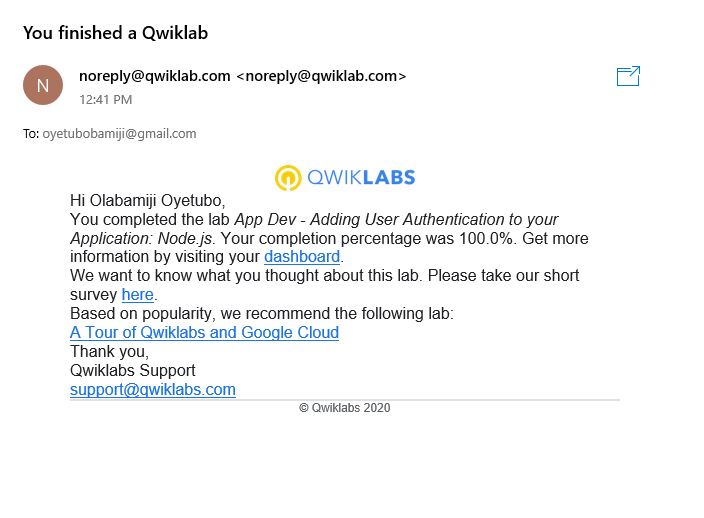 You finished a Qwiklab
N
noreply@qwiklab.com <noreply@qwiklab.com>
12:41 PM
To: oyetubobamiji@gmail.com
QWIKLABS
Hi Olabamiji Oyetubo,
You completed the lab App Dev - Adding User Authentication to your
Application: Node.js. Your completion percentage was 100.0%. Get more
information by visiting your dashboard.
We want to know what you thought about this lab. Please take our short
survey here.
Based on popularity, we recommend the following lab:
A Tour of Qwiklabs and Google Cloud
Thank you,
Qwiklabs Support
support@qwiklabs.com
© Qwiklabs 2020